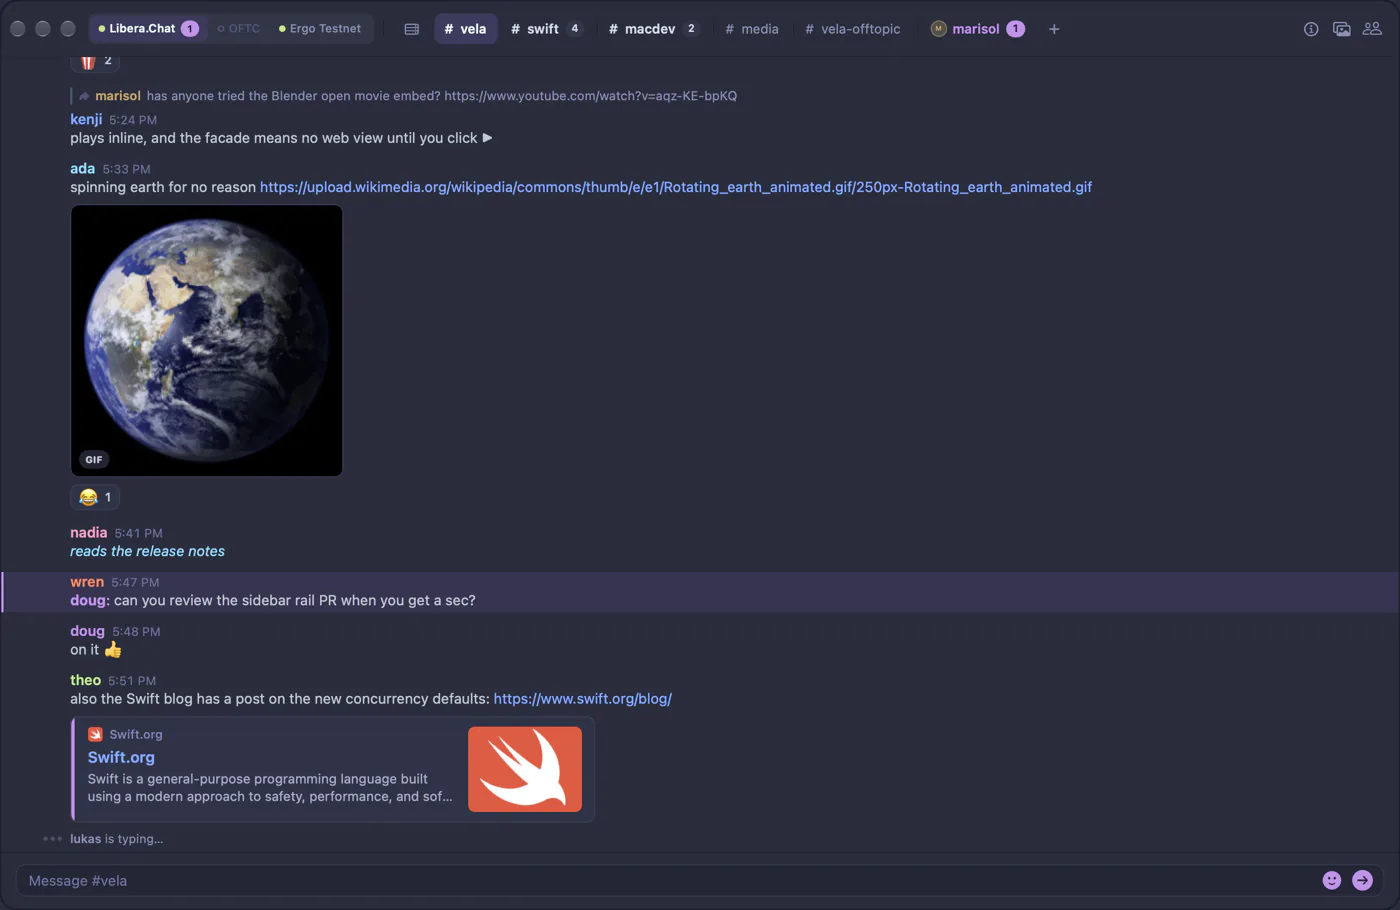 Libera.Chat 1 OFTC Ergo Testnet # vela # swift 4 # macdev 2 # media # vela-offtopic M marisol 1 +
2
marisol has anyone tried the Blender open movie embed? https://www.youtube.com/watch?v=aqz-KE-bpKQ
kenji 5:24 PM
plays inline, and the facade means no web view until you click ▶
ada 5:33 PM
spinning earth for no reason https://upload.wikimedia.org/wikipedia/commons/thumb/e/e1/Rotating_earth_animated.gif/250px-Rotating_earth_animated.gif
GIF
😂 1
nadia 5:41 PM
reads the release notes
wren 5:47 PM
doug: can you review the sidebar rail PR when you get a sec?
doug 5:48 PM
on it 👍
theo 5:51 PM
also the Swift blog has a post on the new concurrency defaults: https://www.swift.org/blog/
Swift.org
Swift.org
Swift is a general-purpose programming language built
using a modern approach to safety, performance, and sof...
lukas is typing...
Message #vela